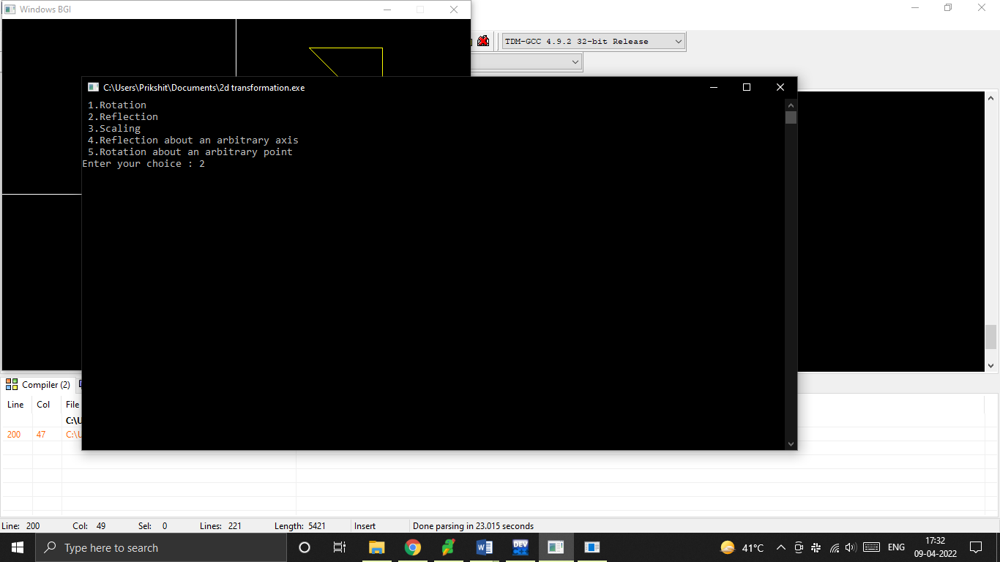 Windows BGI
TDM-GCC 4.9.2 32-bit Release
C:\Users\Prikshit\Documents\2d transformation.exe
1.Rotation
2.Reflection
3.Scaling
4.Reflection about an arbitrary axis
5.Rotation about an arbitrary point
Enter your choice : 2
Compiler (2)
Line Col File
C:\U
200 47 C:\U
Line: 200 Col: 49 Sel: 0 Lines: 221 Length: 5421 Insert Done parsing in 23.015 seconds
Type here to search
DEV
41°C
ENG
17:32
09-04-2022